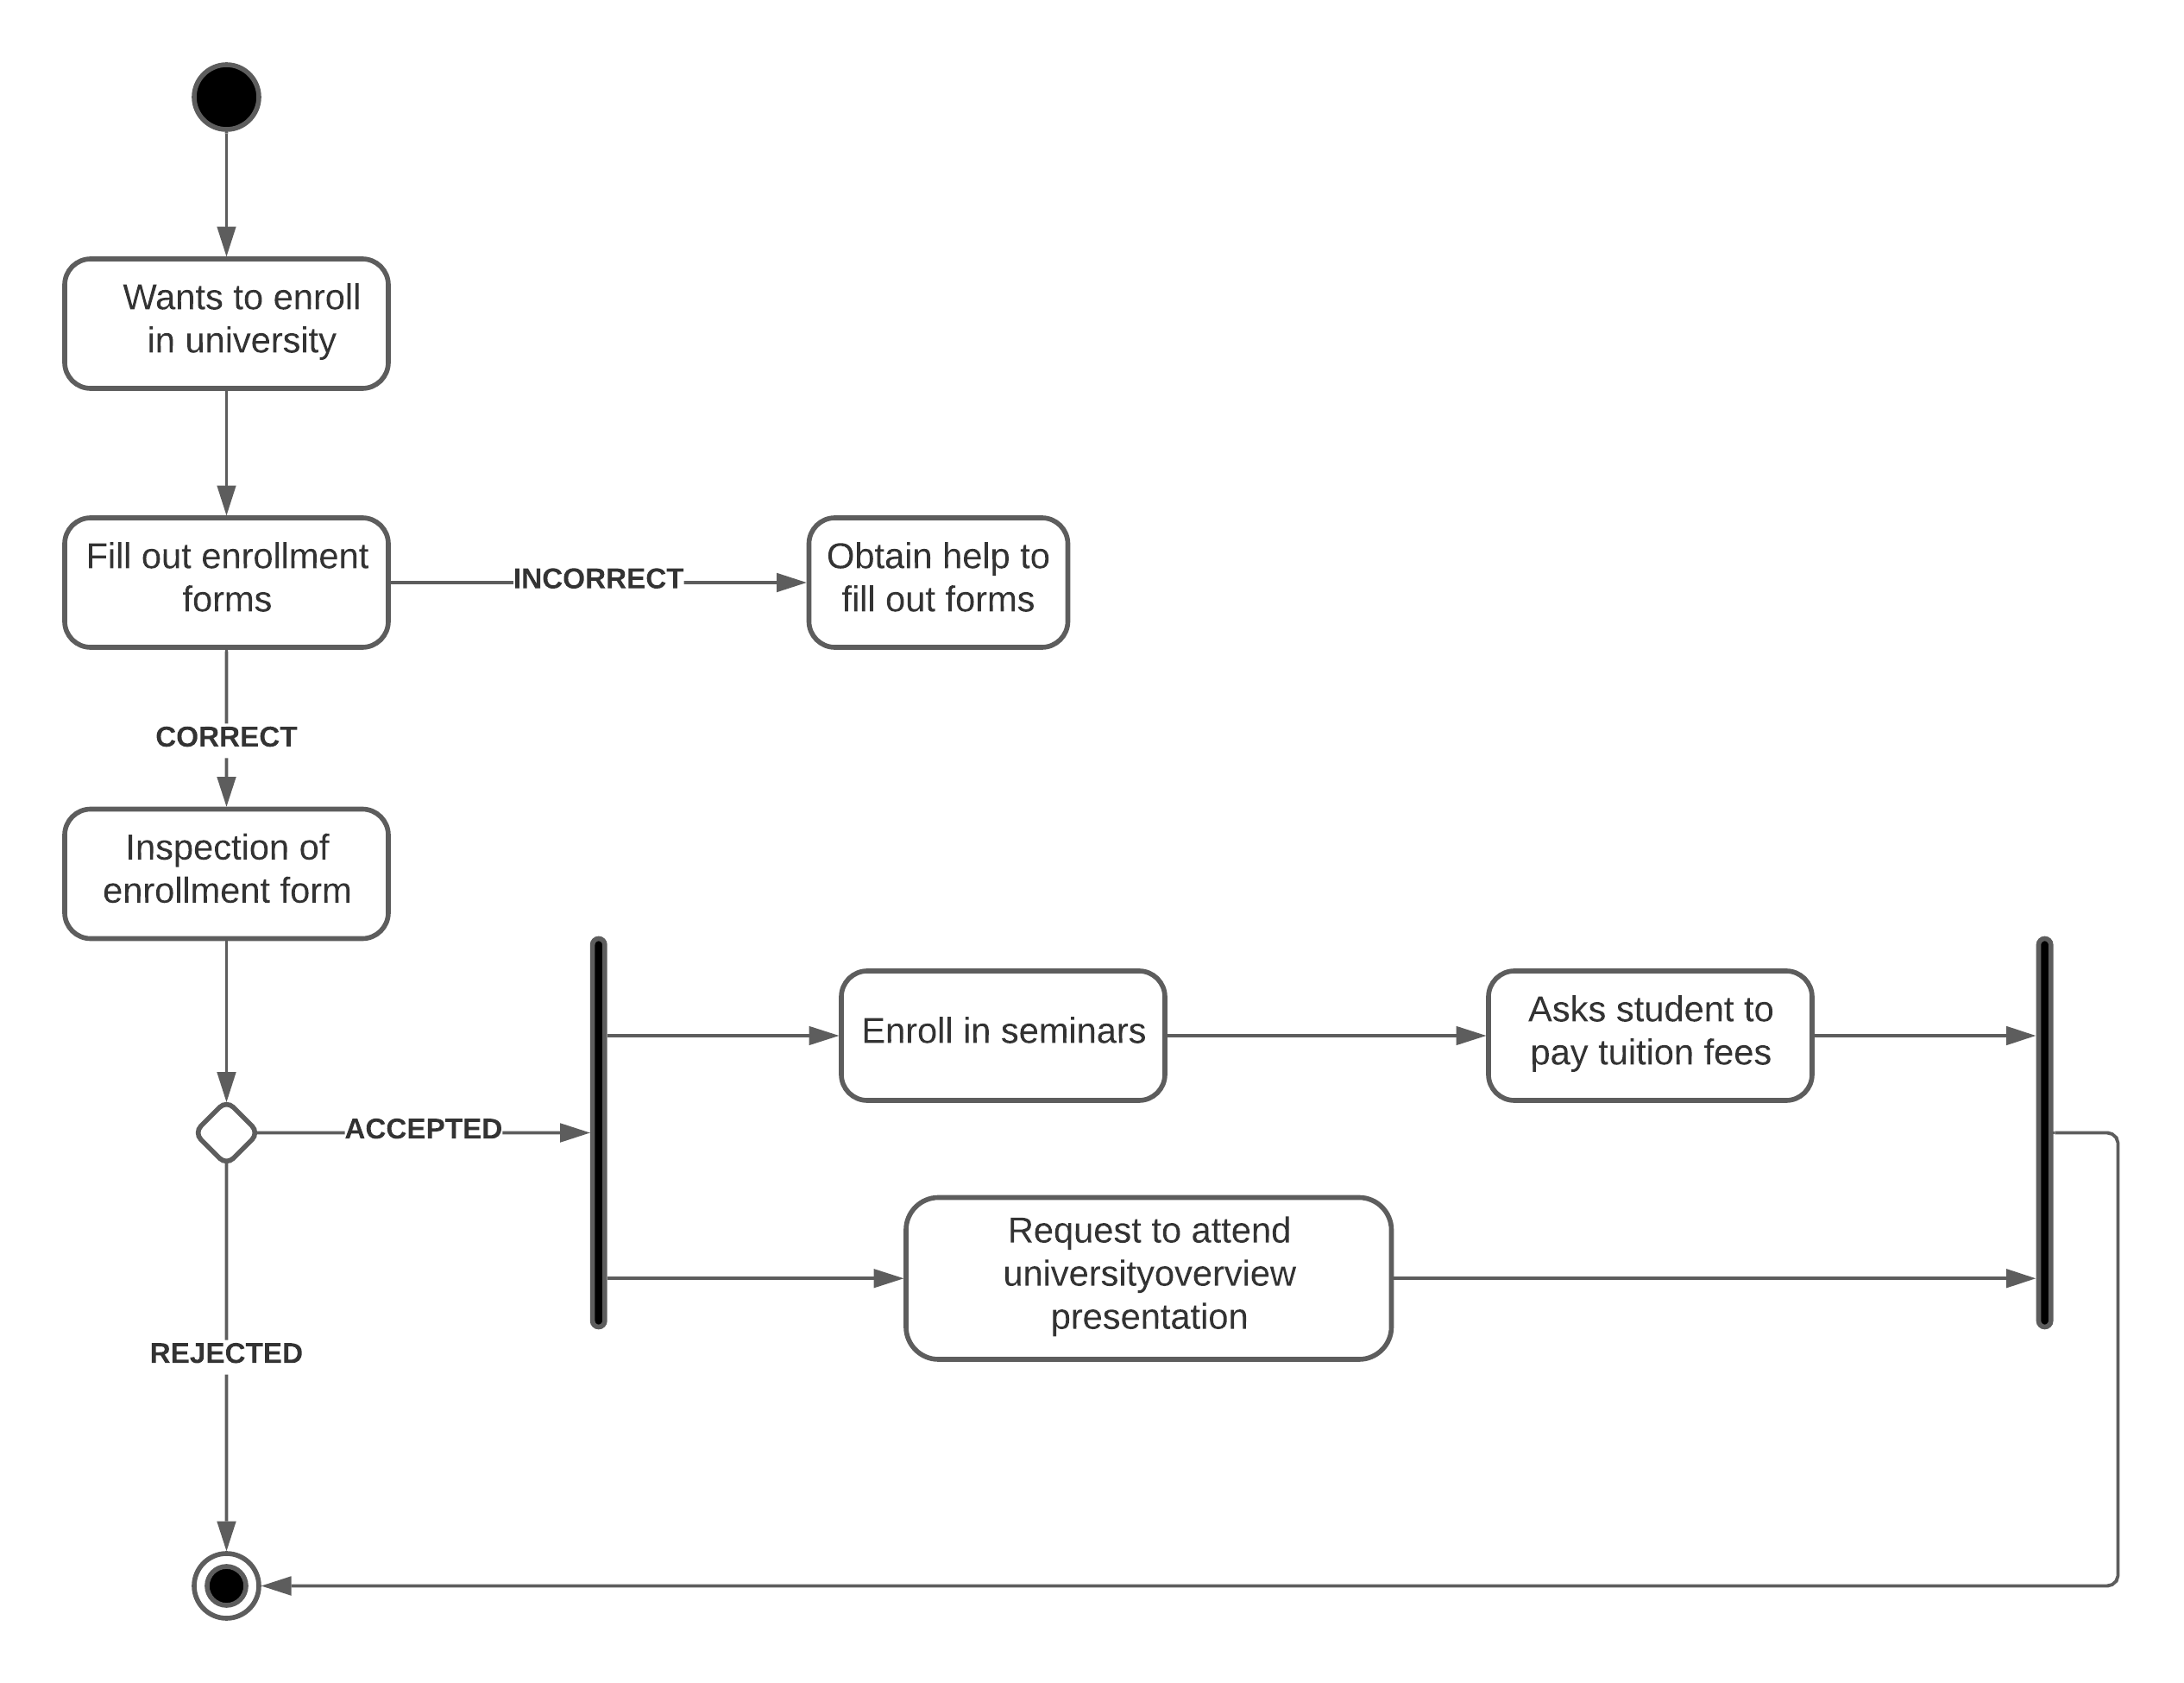 Wants to enroll
in university
Fill out enrollment
forms
INCORRECT
Obtain help to
fill out forms
CORRECT
Inspection of
enrollment form
Enroll in seminars
Asks student to
pay tuition fees
ACCEPTED
Request to attend
universityoverview
presentation
REJECTED